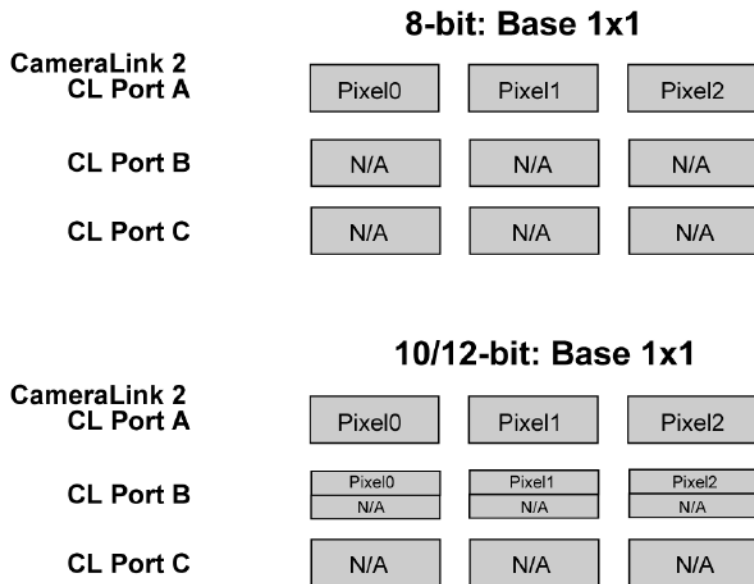 8-bit: Base 1x1
CameraLink 2
CL Port A Pixel0 Pixel1 Pixel2
CL Port B N/A N/A N/A
CL Port C N/A N/A N/A
10/12-bit: Base 1x1
CameraLink 2
CL Port A Pixel0 Pixel1 Pixel2
Pixel0 Pixel1 Pixel2
CL Port B
N/A N/A N/A
CL Port C N/A N/A N/A